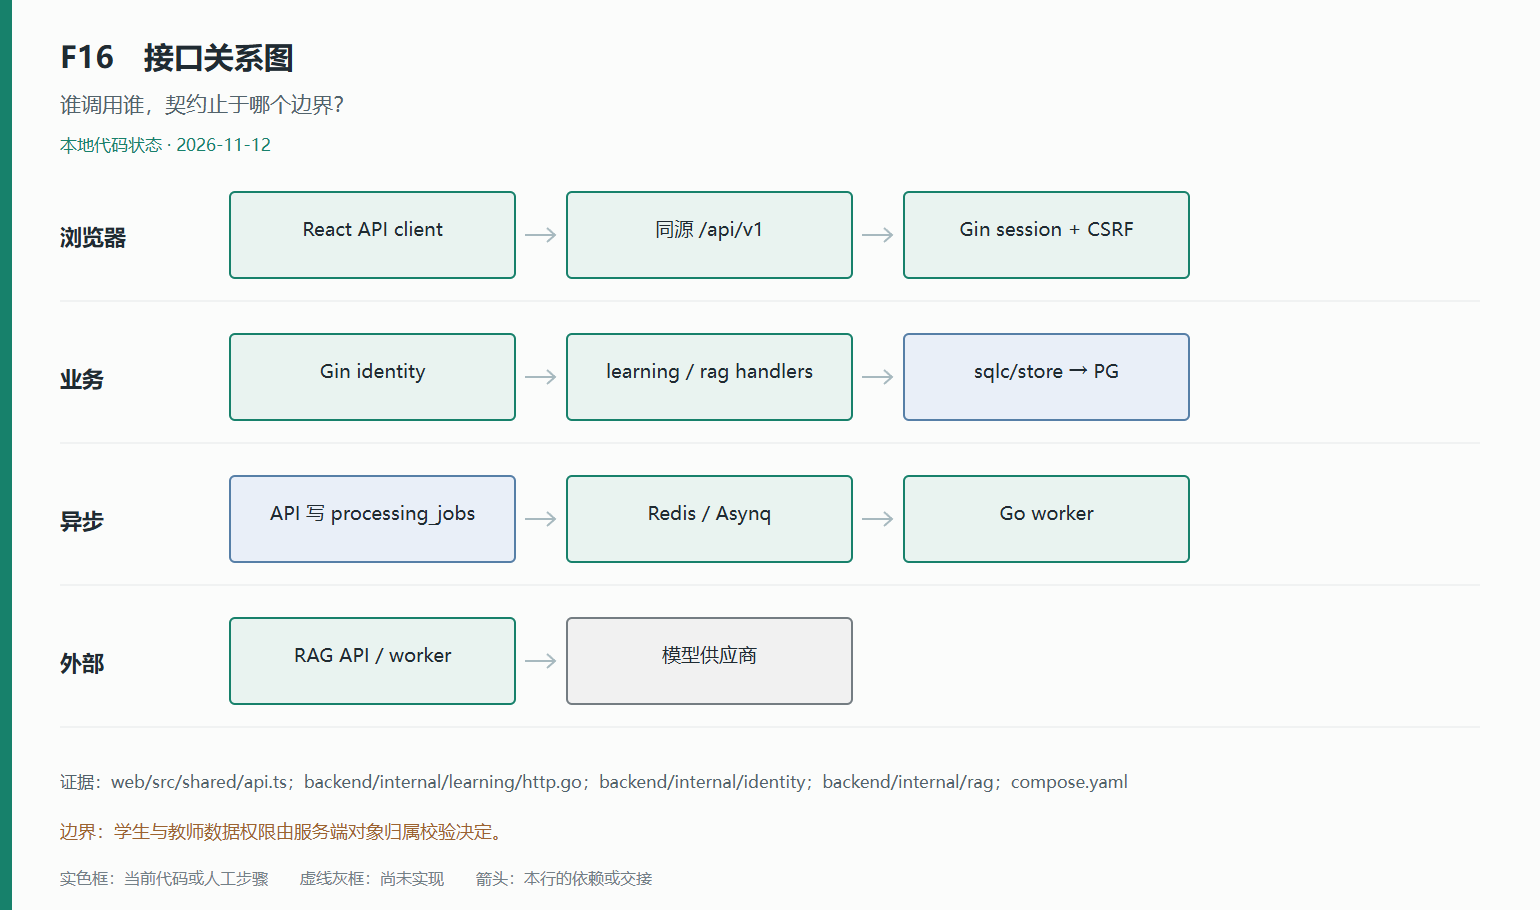 F16 接口关系图
谁调用谁，契约止于哪个边界？
本地代码状态 · 2026-11-12
浏览器
React API client
同源 /api/v1
Gin session + CSRF
业务
Gin identity
learning / rag handlers
sqlc/store → PG
异步
API 写 processing_jobs
Redis / Asynq
Go worker
外部
RAG API / worker
模型供应商
证据：web/src/shared/api.ts；backend/internal/learning/http.go；backend/internal/identity；backend/internal/rag；compose.yaml
边界：学生与教师数据权限由服务端对象归属校验决定。
实色框：当前代码或人工步骤 虚线灰框：尚未实现 箭头：本行的依赖或交接